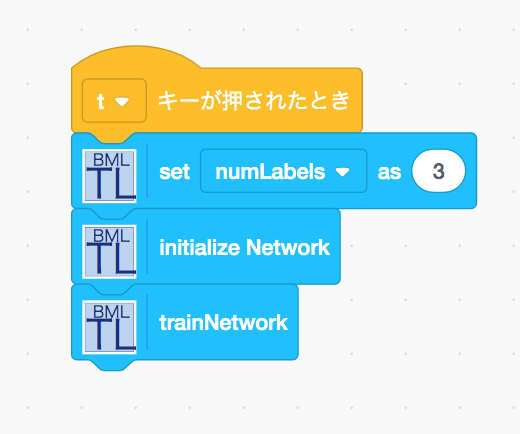 t キーが押されたとき
BML TL set numLabels as 3
BML TL initialize Network
BML TL trainNetwork